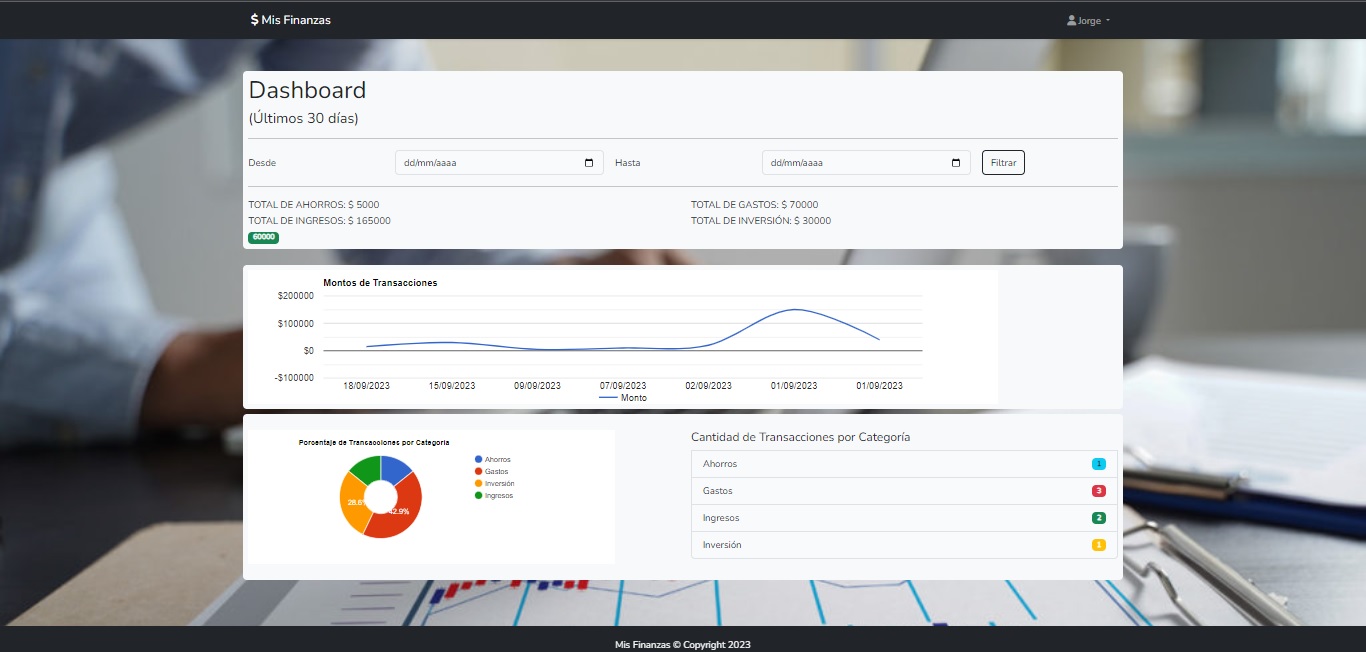 $ Mis Finanzas
Jorge
Dashboard
(Últimos 30 días)
Desde
dd/mm/aaaa
Hasta
dd/mm/aaaa
Filtrar
TOTAL DE AHORROS: $ 5000
TOTAL DE GASTOS: $ 70000
TOTAL DE INGRESOS: $ 165000
TOTAL DE INVERSIÓN: $ 30000
60000
Montos de Transacciones
$200000
$100000
$0
-$100000
18/09/2023
15/09/2023
09/09/2023
07/09/2023
02/09/2023
01/09/2023
01/09/2023
Monto
Porcentaje de Transacciones por Categoría
Ahorros
Gastos
Inversión
Ingresos
28.6
42.9%
Cantidad de Transacciones por Categoría
Ahorros 1
Gastos 3
Ingresos 2
Inversión 1
Mis Finanzas © Copyright 2023